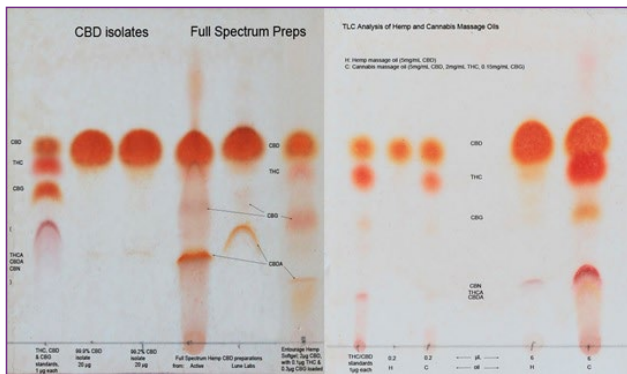 CBD isolates
Full Spectrum Preps
CBD
THC
CBG
(
THCA
CBDA
CBN
)
CBD
THC
CBG
CBDA
THC, CBD
& CBG
standards,
1 µg each
99.9% CBD
isolate
20 µg
99.2% CBD
isolate
20 µg
Full Spectrum Hemp CBD preparations
from: Active
Lune Labs
Entourage Hemp
Softgel, 2µg CBD,
with 0.1µg THC &
0.3µg CBG loaded
TLC Analysis of Hemp and Cannabis Massage Oils
H: Hemp massage oil (5mg/mL CBD)
C: Cannabis massage oil (5mg/mL CBD, 2mg/mL THC, 0.15mg/mL CBG)
CBD
THC
CBG
CBN
THCA
CBDA
THC/CBD
standards
1µg each
0.2
0.2
µL
6
6
H
C
oil
H
C